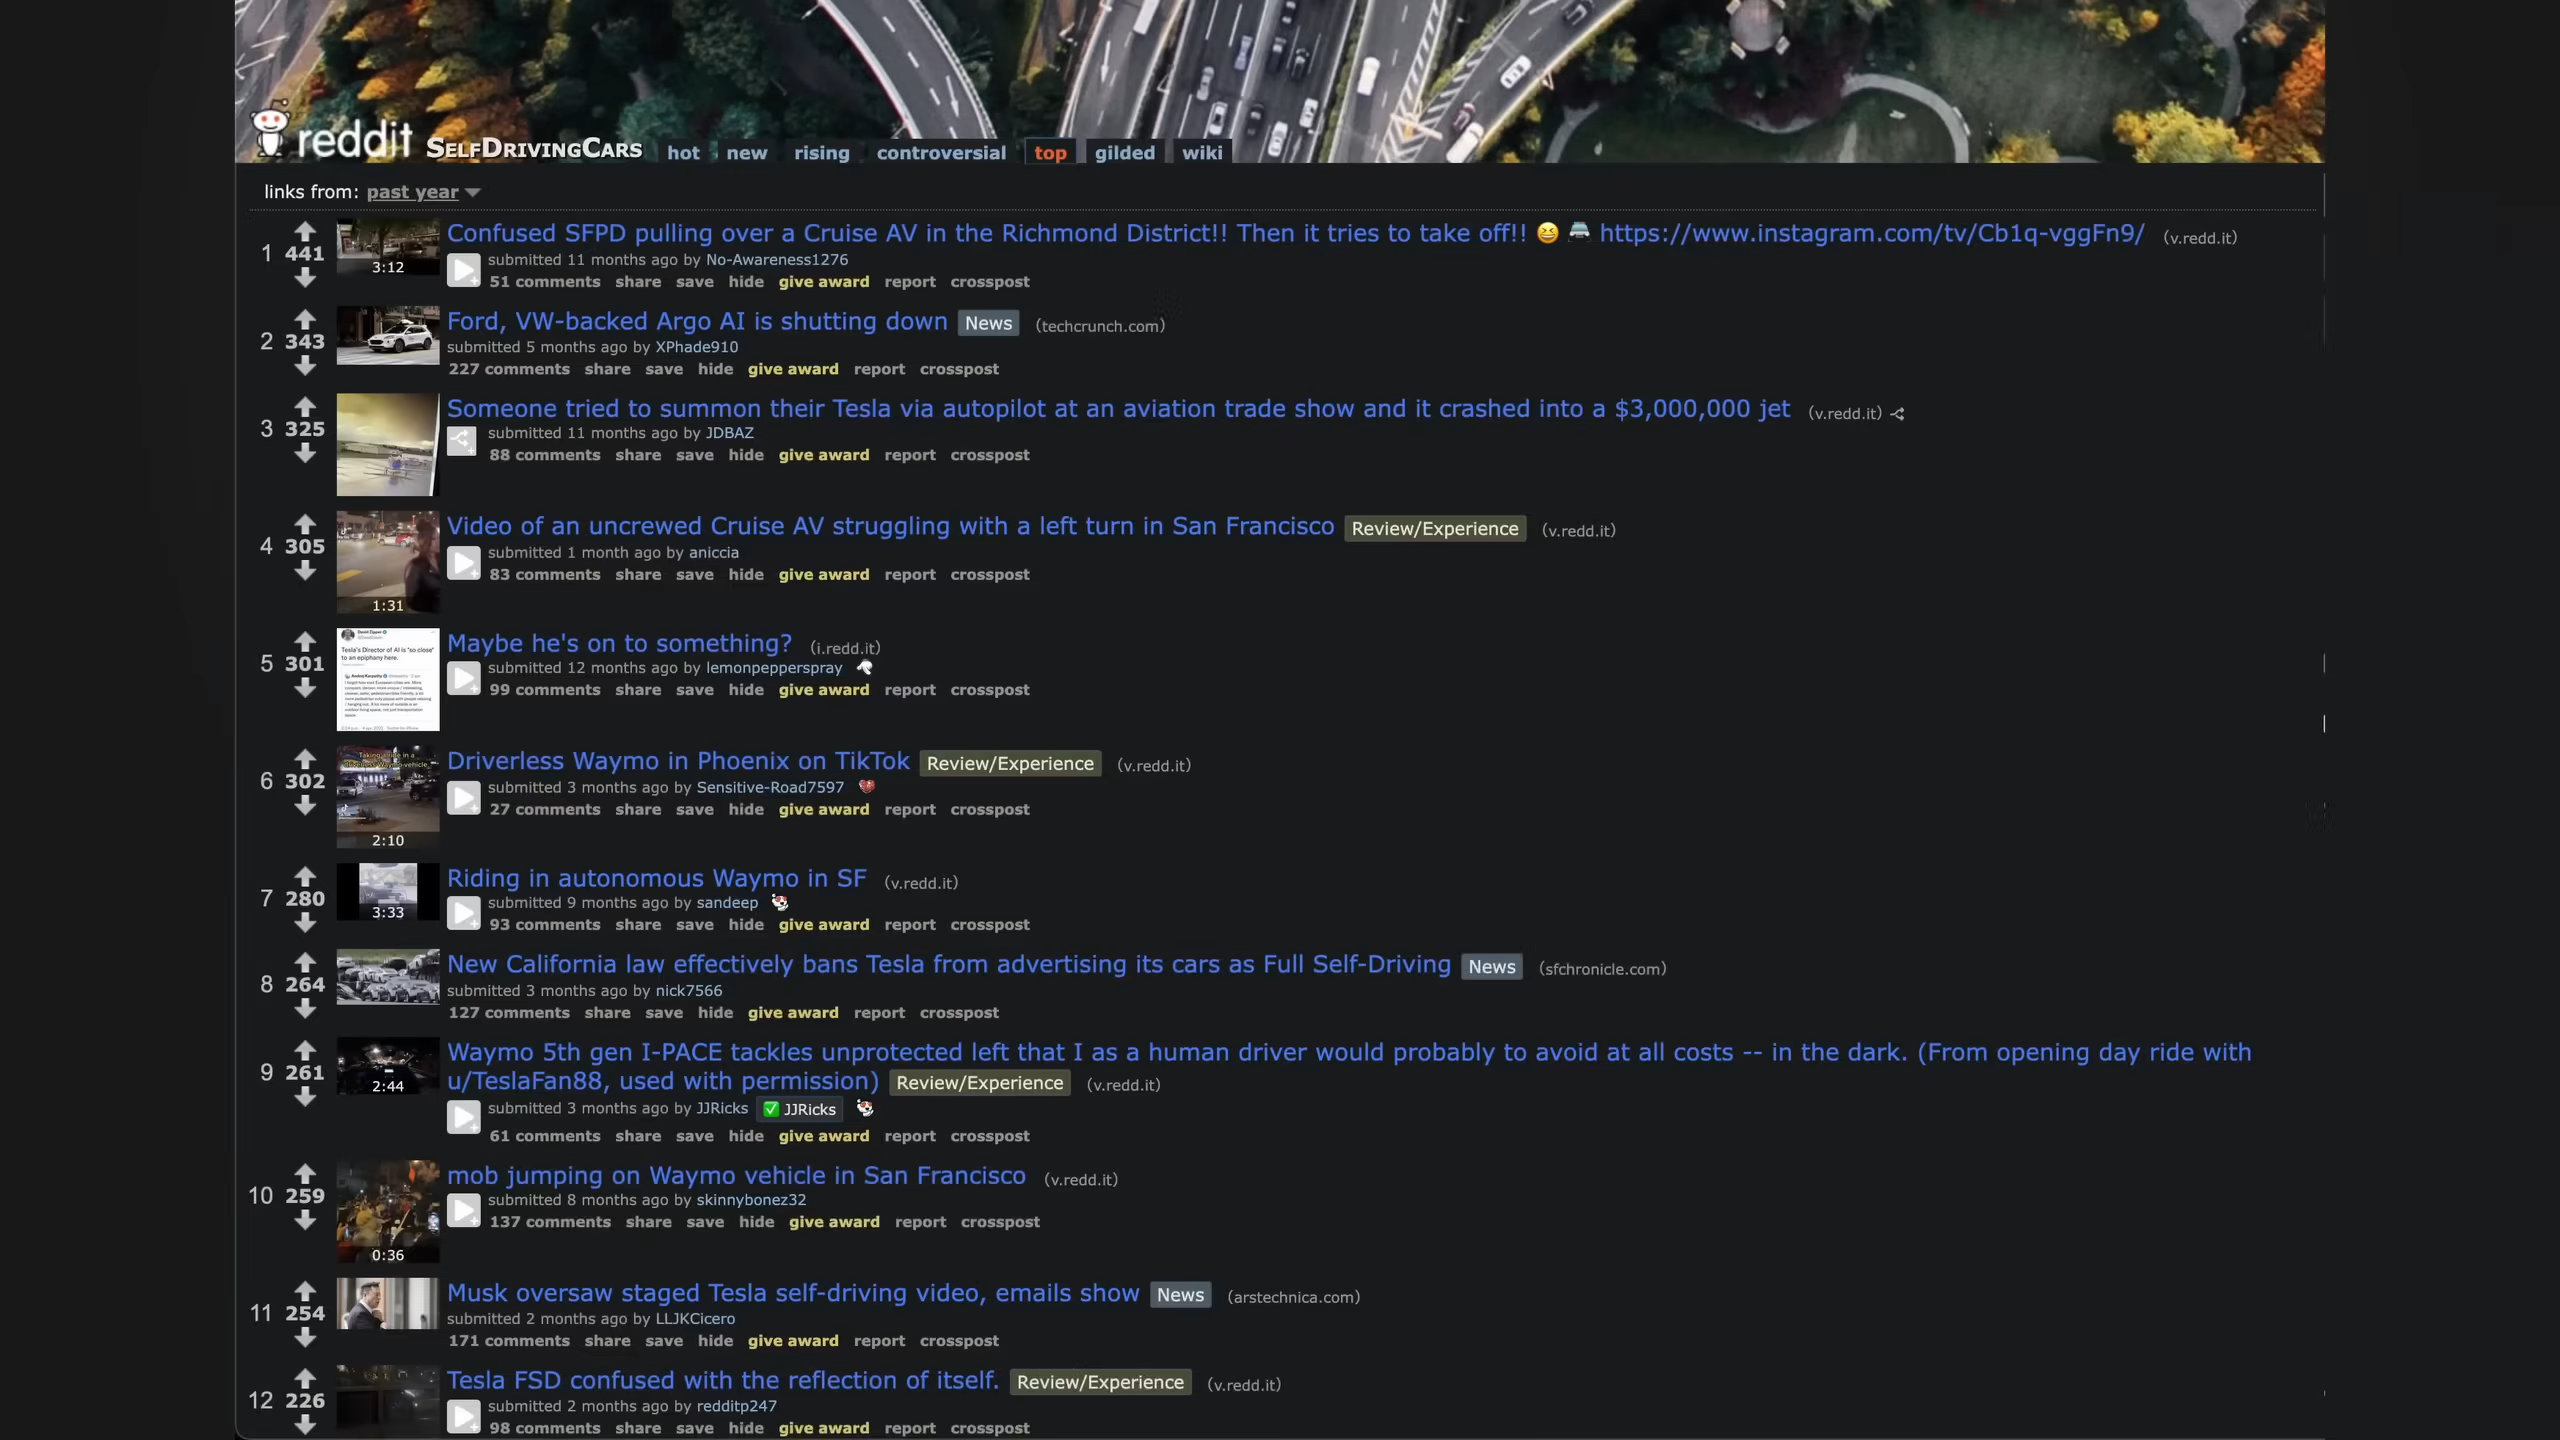 reddit SELFDRIVINGCARS hot new rising controversial top gilded wiki
links from: past year
1 441 Confused SFPD pulling over a Cruise AV in the Richmond District!! Then it tries to take off!! 😆 🚔 https://www.instagram.com/tv/Cb1q-vggFn9/ (v.redd.it)
3:12
submitted 11 months ago by No-Awareness1276
51 comments share save hide give award report crosspost
2 343 Ford, VW-backed Argo AI is shutting down News (techcrunch.com)
submitted 5 months ago by XPhade910
227 comments share save hide give award report crosspost
3 325 Someone tried to summon their Tesla via autopilot at an aviation trade show and it crashed into a $3,000,000 jet (v.redd.it)
submitted 11 months ago by JDBAZ
88 comments share save hide give award report crosspost
4 305 Video of an uncrewed Cruise AV struggling with a left turn in San Francisco Review/Experience (v.redd.it)
submitted 1 month ago by aniccia
83 comments share save hide give award report crosspost
1:31
5 301 Maybe he's on to something? (i.redd.it)
submitted 12 months ago by lemonpepperspray
99 comments share save hide give award report crosspost
Tesla's Director of AI is "so close"
to an epiphany here.
6 302 Driverless Waymo in Phoenix on TikTok Review/Experience (v.redd.it)
submitted 3 months ago by Sensitive-Road7597
27 comments share save hide give award report crosspost
2:10
7 280 Riding in autonomous Waymo in SF (v.redd.it)
submitted 9 months ago by sandeep
3:33
93 comments share save hide give award report crosspost
8 264 New California law effectively bans Tesla from advertising its cars as Full Self-Driving News (sfchronicle.com)
submitted 3 months ago by nick7566
127 comments share save hide give award report crosspost
9 261 Waymo 5th gen I-PACE tackles unprotected left that I as a human driver would probably to avoid at all costs -- in the dark. (From opening day ride with
2:44
u/TeslaFan88, used with permission) Review/Experience (v.redd.it)
submitted 3 months ago by JJRicks ✅ JJRicks
61 comments share save hide give award report crosspost
10 259 mob jumping on Waymo vehicle in San Francisco (v.redd.it)
submitted 8 months ago by skinnybonez32
137 comments share save hide give award report crosspost
0:36
11 254 Musk oversaw staged Tesla self-driving video, emails show News (arstechnica.com)
submitted 2 months ago by LLJKCicero
171 comments share save hide give award report crosspost
12 226 Tesla FSD confused with the reflection of itself. Review/Experience (v.redd.it)
submitted 2 months ago by redditp247
98 comments share save hide give award report crosspost